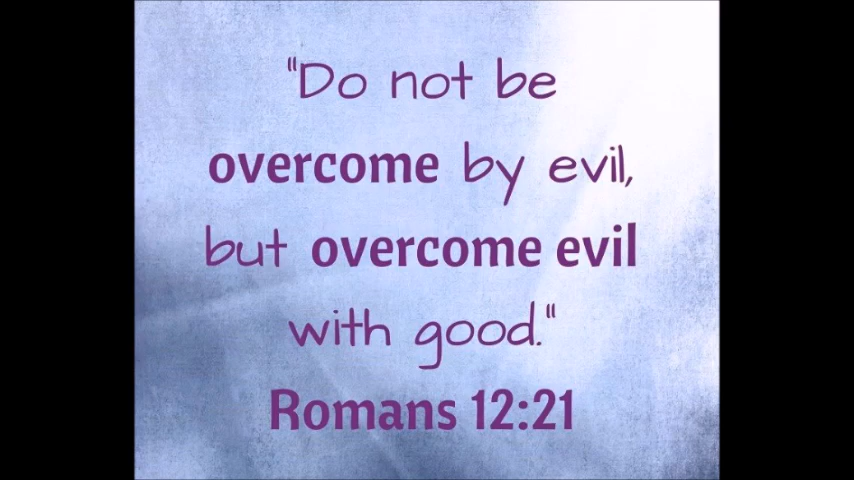 "Do not be
overcome by evil,
but overcome evil
with good."
Romans 12:21